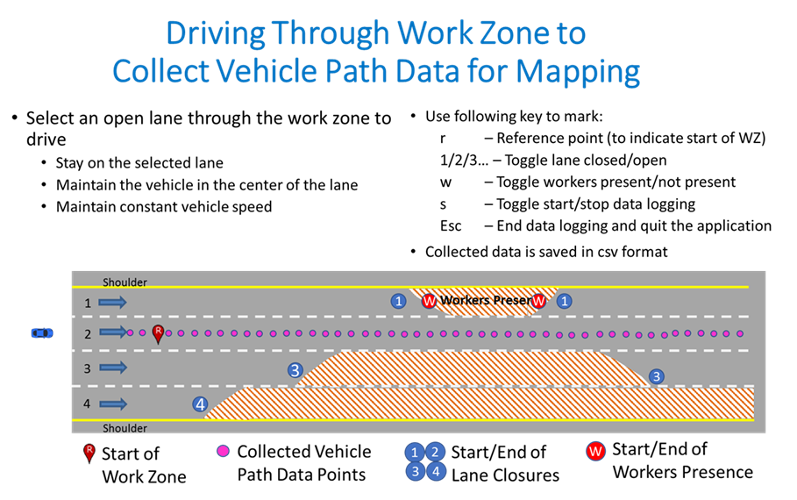 Driving Through Work Zone to
Collect Vehicle Path Data for Mapping
• Select an open lane through the work zone to
drive
• Stay on the selected lane
• Maintain the vehicle in the center of the lane
• Maintain constant vehicle speed
• Use following key to mark:
r – Reference point (to indicate start of WZ)
1/2/3... – Toggle lane closed/open
w – Toggle workers present/not present
s – Toggle start/stop data logging
Esc – End data logging and quit the application
• Collected data is saved in csv format
Shoulder
1 1 W Workers Presen W 1
2 R
3 3 3
4 4
Shoulder
R Start of
Work Zone
Collected Vehicle
Path Data Points
1 2 Start/End of
3 4 Lane Closures
W Start/End of
Workers Presence